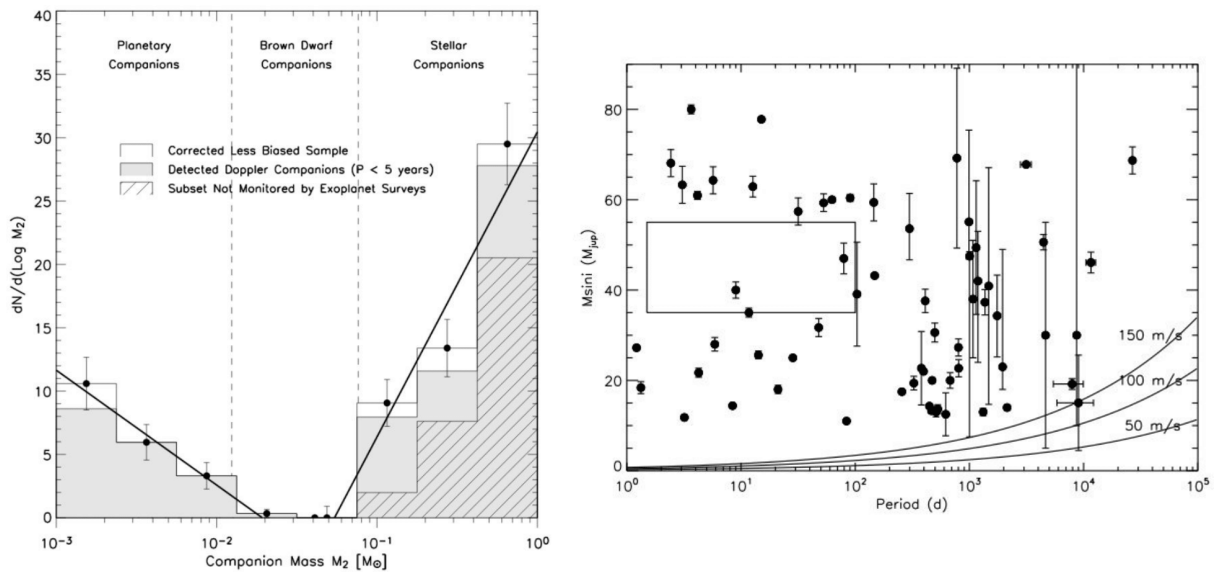 40
35
30
25
20
15
10
5
0
dN/d(Log M₂)
Planetary
Companions
Brown Dwarf
Companions
Stellar
Companions
Corrected Less Biased Sample
Detected Doppler Companions (P < 5 years)
Subset Not Monitored by Exoplanet Surveys
10⁻³ 10⁻² 10⁻¹ 10⁰
Companion Mass M₂ [M☉]
80
60
40
20
0
Msini (Mjup)
150 m/s
100 m/s
50 m/s
10⁰ 10¹ 10² 10³ 10⁴ 10⁵
Period (d)